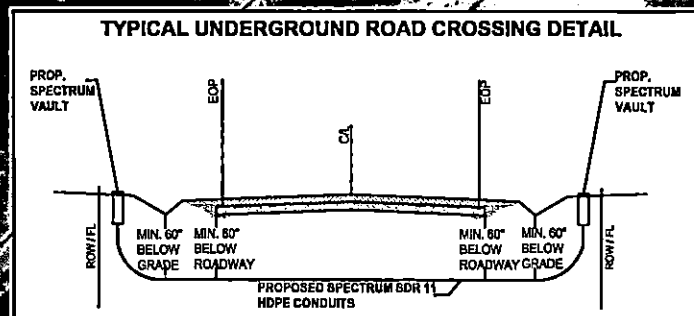 TYPICAL UNDERGROUND ROAD CROSSING DETAIL
PROP.
SPECTRUM
VAULT
EOP
C/L
EOP
PROP.
SPECTRUM
VAULT
ROW/FL
MIN. 60"
BELOW
GRADE
MIN. 60"
BELOW
ROADWAY
MIN. 60"
BELOW
ROADWAY
MIN. 60"
BELOW
GRADE
ROW/FL
PROPOSED SPECTRUM SDR 11
HDPE CONDUITS